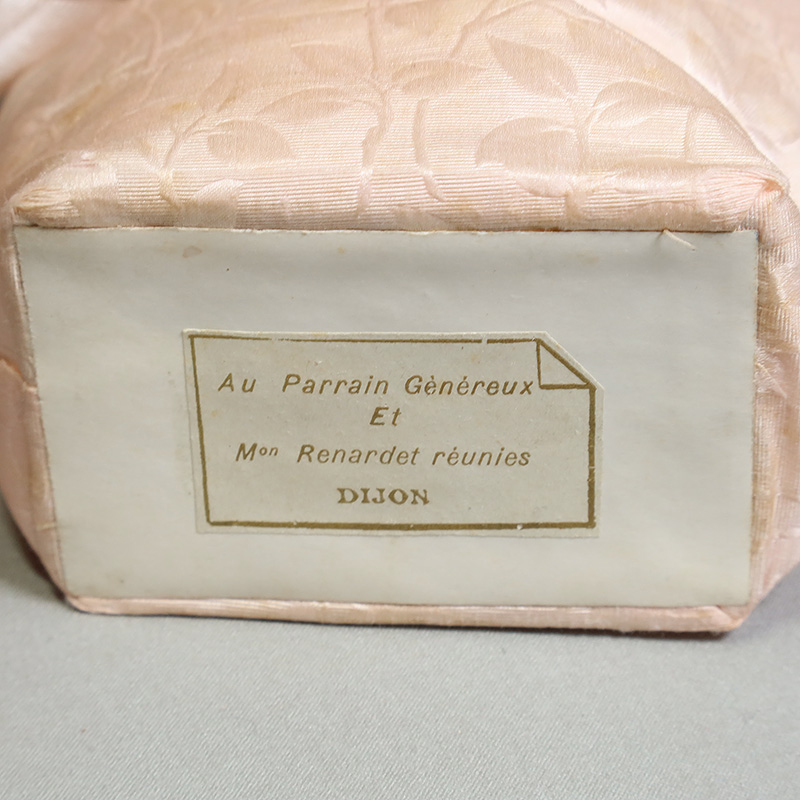 Au Parrain Gènéreux
Et
Mon Renardet réunies
DIJON